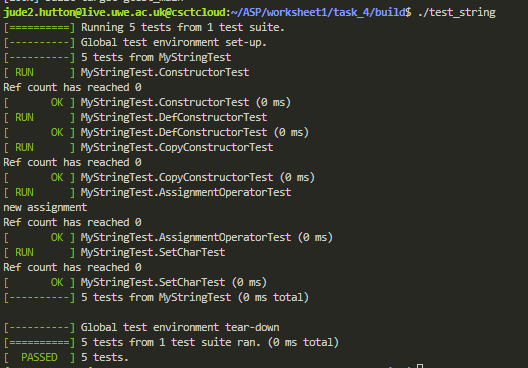 jude2.hutton@live.uwe.ac.uk@csctcloud:~/ASP/worksheet1/task_4/build$ ./test_string
[==========] Running 5 tests from 1 test suite.
[----------] Global test environment set-up.
[----------] 5 tests from MyStringTest
[ RUN      ] MyStringTest.ConstructorTest
Ref count has reached 0
[       OK ] MyStringTest.ConstructorTest (0 ms)
[ RUN      ] MyStringTest.DefConstructorTest
[       OK ] MyStringTest.DefConstructorTest (0 ms)
[ RUN      ] MyStringTest.CopyConstructorTest
Ref count has reached 0
[       OK ] MyStringTest.CopyConstructorTest (0 ms)
[ RUN      ] MyStringTest.AssignmentOperatorTest
new assignment
Ref count has reached 0
[       OK ] MyStringTest.AssignmentOperatorTest (0 ms)
[ RUN      ] MyStringTest.SetCharTest
Ref count has reached 0
[       OK ] MyStringTest.SetCharTest (0 ms)
[----------] 5 tests from MyStringTest (0 ms total)
[----------] Global test environment tear-down
[==========] 5 tests from 1 test suite ran. (0 ms total)
[  PASSED  ] 5 tests.